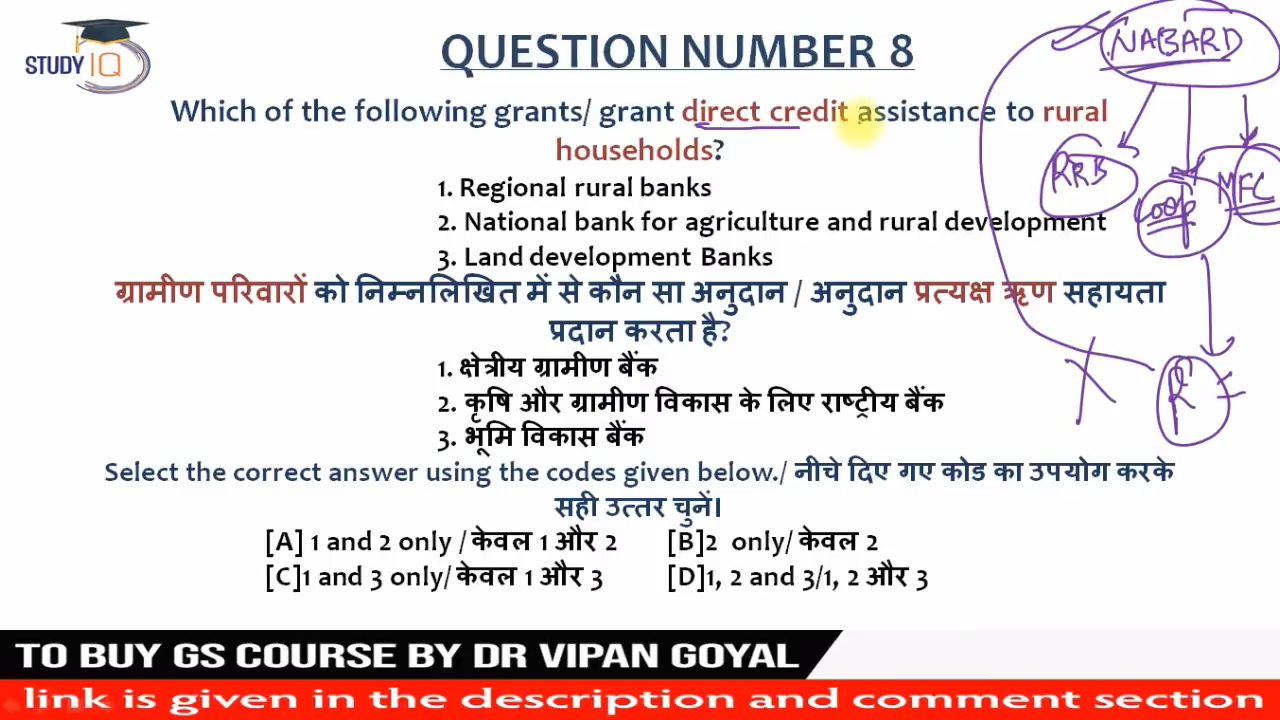 STUDY IQ
QUESTION NUMBER 8
NABARD
Which of the following grants/ grant direct credit assistance to rural
households?
RRB
MFC
1. Regional rural banks
coop
2. National bank for agriculture and rural development
3. Land development Banks
ग्रामीण परिवारों को निम्नलिखित में से कौन सा अनुदान / अनुदान प्रत्यक्ष ऋण सहायता
प्रदान करता है?
1. क्षेत्रीय ग्रामीण बैंक
2. कृषि और ग्रामीण विकास के लिए राष्ट्रीय बैंक
3. भूमि विकास बैंक
R
Select the correct answer using the codes given below./ नीचे दिए गए कोड का उपयोग करके
सही उत्तर चुनें।
[A] 1 and 2 only / केवल 1 और 2 [B]2 only/ केवल 2
[C]1 and 3 only/ केवल 1 और 3 [D]1, 2 and 3/1, 2 और 3
TO BUY GS COURSE BY DR VIPAN GOYAL
link is given in the description and comment section